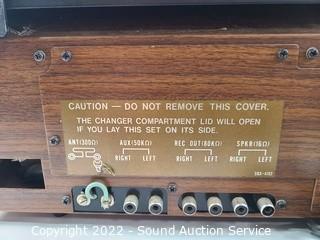 CAUTION — DO NOT REMOVE THIS COVER.
THE CHANGER COMPARTMENT LID WILL OPEN
IF YOU LAY THIS SET ON ITS SIDE.
ANT(300Ω) AUX(50KΩ) REC OUT(80KΩ) SPKR(16Ω)
RIGHT LEFT RIGHT LEFT RIGHT LEFT
Copyright 2022 - Sound Auction Service